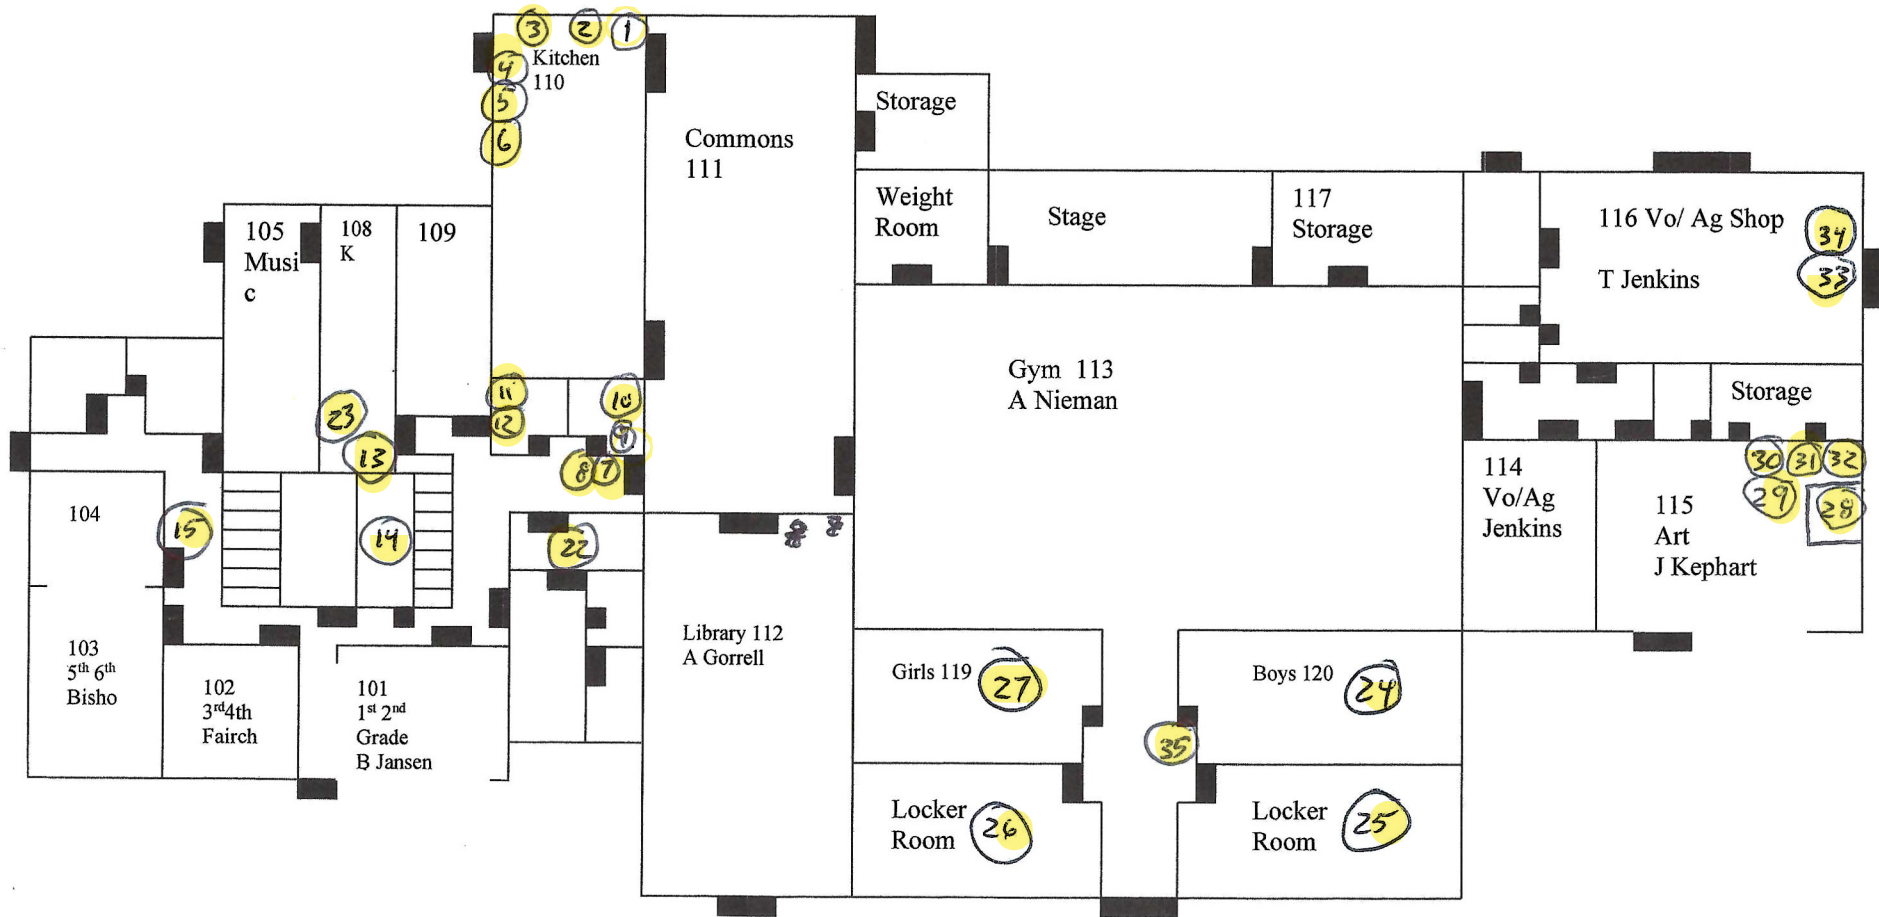 3 2 1
Kitchen
110
4
5
6
Commons
111
Storage
Weight
Room
Stage
117
Storage
116 Vo/ Ag Shop
T Jenkins
34
33
105
Musi
c
108
K
109
Gym 113
A Nieman
11
12
10
9
8 7
23
13
14
15
22
Storage
30 31 32
29 28
114
Vo/Ag
Jenkins
115
Art
J Kephart
104
103
5th 6th
Bisho
102
3rd4th
Fairch
101
1st 2nd
Grade
B Jansen
Library 112
A Gorrell
Girls 119
27
Boys 120
24
35
Locker
Room
26
Locker
Room
25